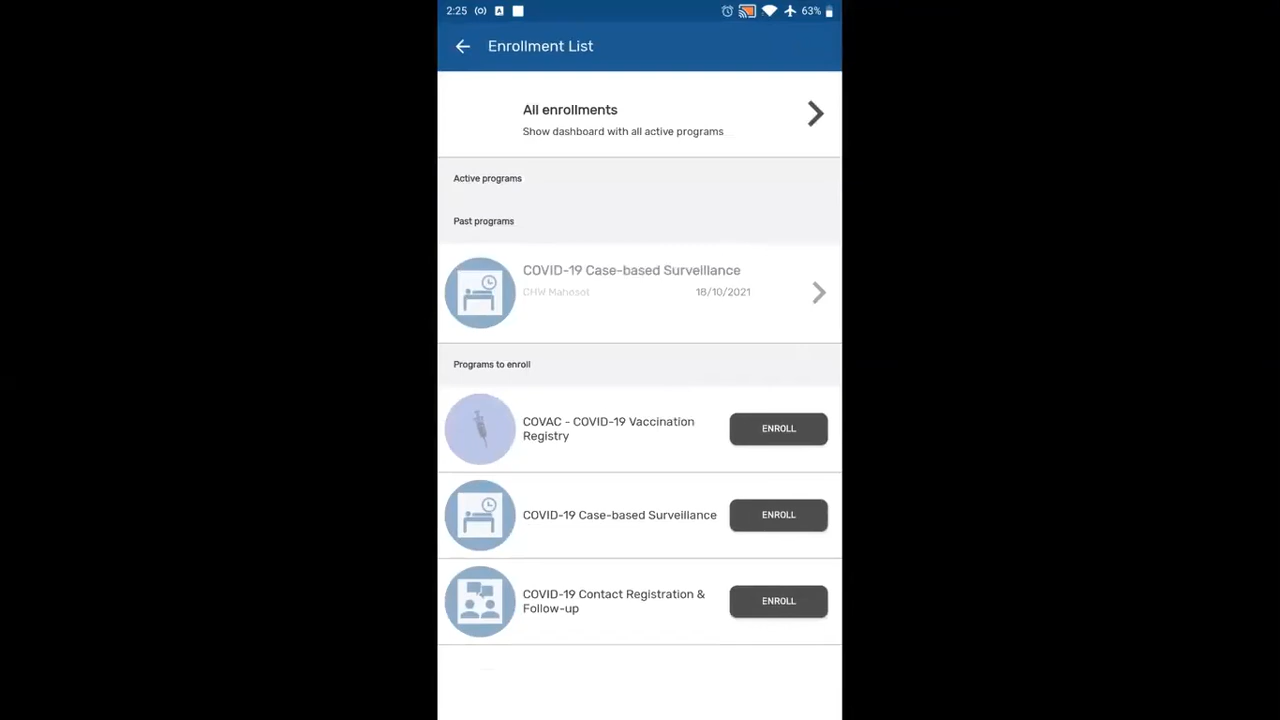 2:25
63%
Enrollment List
All enrollments
Show dashboard with all active programs
Active programs
Past programs
COVID-19 Case-based Surveillance
CHW Mahosot
18/10/2021
Programs to enroll
COVAC - COVID-19 Vaccination
Registry
ENROLL
COVID-19 Case-based Surveillance
ENROLL
COVID-19 Contact Registration &
Follow-up
ENROLL